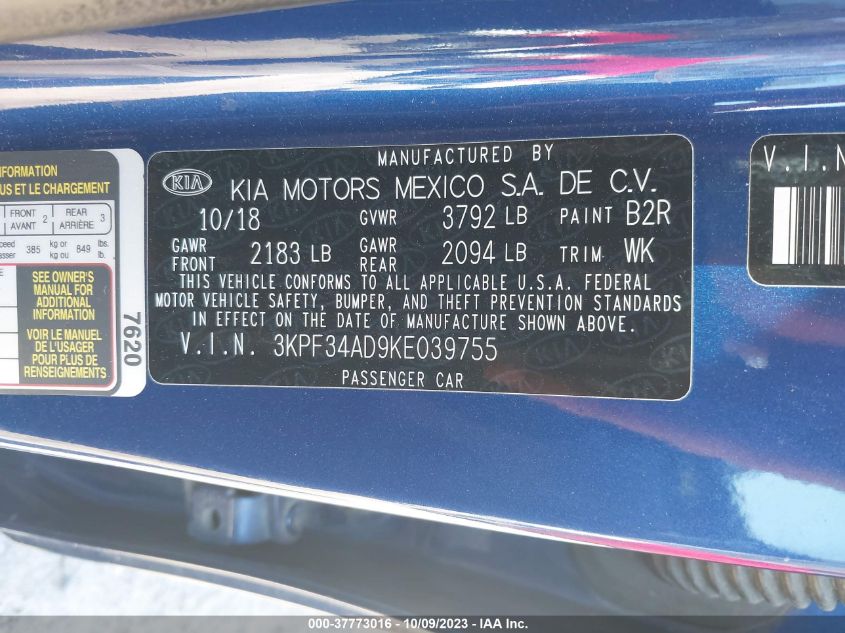 MANUFACTURED BY
KIA KIA MOTORS MEXICO S.A. DE C.V.
10/18 GVWR 3792 LB PAINT B2R
GAWR FRONT 2183 LB GAWR REAR 2094 LB TRIM WK
THIS VEHICLE CONFORMS TO ALL APPLICABLE U.S.A. FEDERAL
MOTOR VEHICLE SAFETY, BUMPER, AND THEFT PREVENTION STANDARDS
IN EFFECT ON THE DATE OF MANUFACTURE SHOWN ABOVE.
V.I.N. 3KPF34AD9KE039755
PASSENGER CAR
INFORMATION
US ET LE CHARGEMENT
FRONT 2 REAR 3
AVANT ARRIÈRE
385 kg or 849 lbs.
kg ou lb.
SEE OWNER'S
MANUAL FOR
ADDITIONAL
INFORMATION
VOIR LE MANUEL
DE L'USAGER
POUR PLUS DE
RENSEIGNEMENTS
7620
V.I.N
© -- 37773016 - 10/09/2023 - IAA Inc.